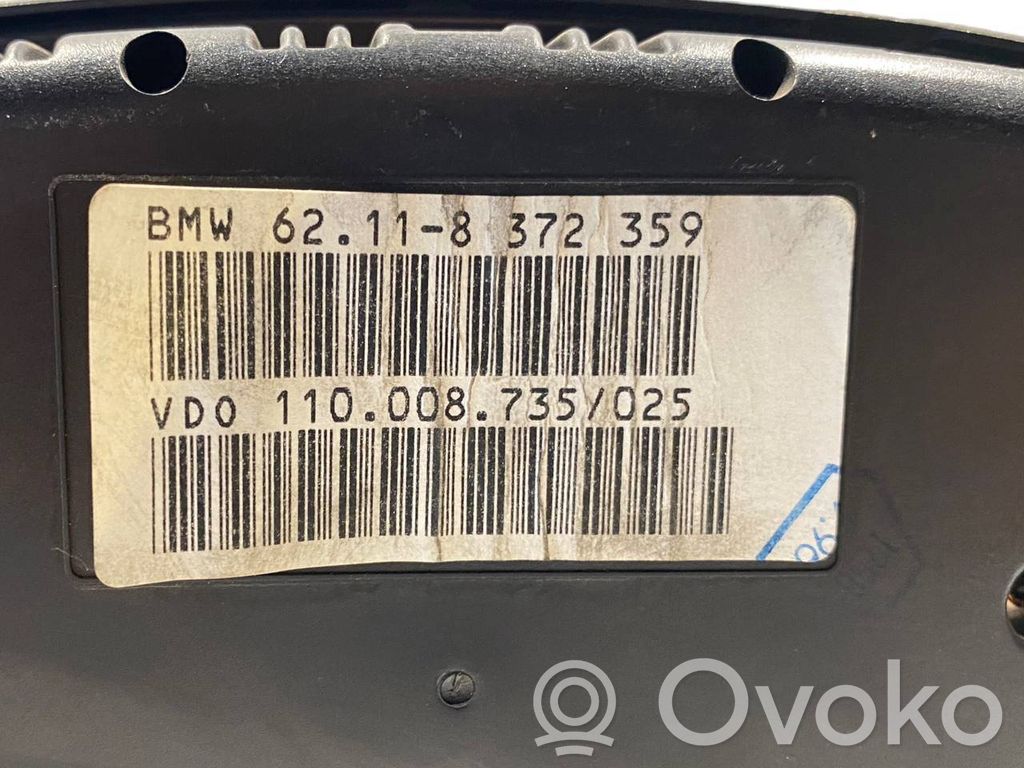 BMW 62.11-8 372 359
VDO 110.008.735/025
Ovoko